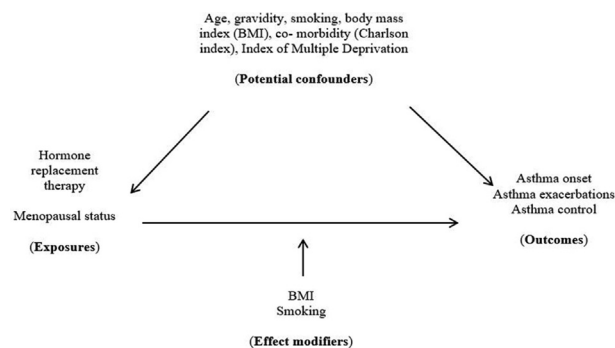 Age, gravidity, smoking, body mass
index (BMI), co- morbidity (Charlson
index), Index of Multiple Deprivation
(Potential confounders)
Hormone
replacement
therapy
Menopausal status
(Exposures)
Asthma onset
Asthma exacerbations
Asthma control
(Outcomes)
BMI
Smoking
(Effect modifiers)